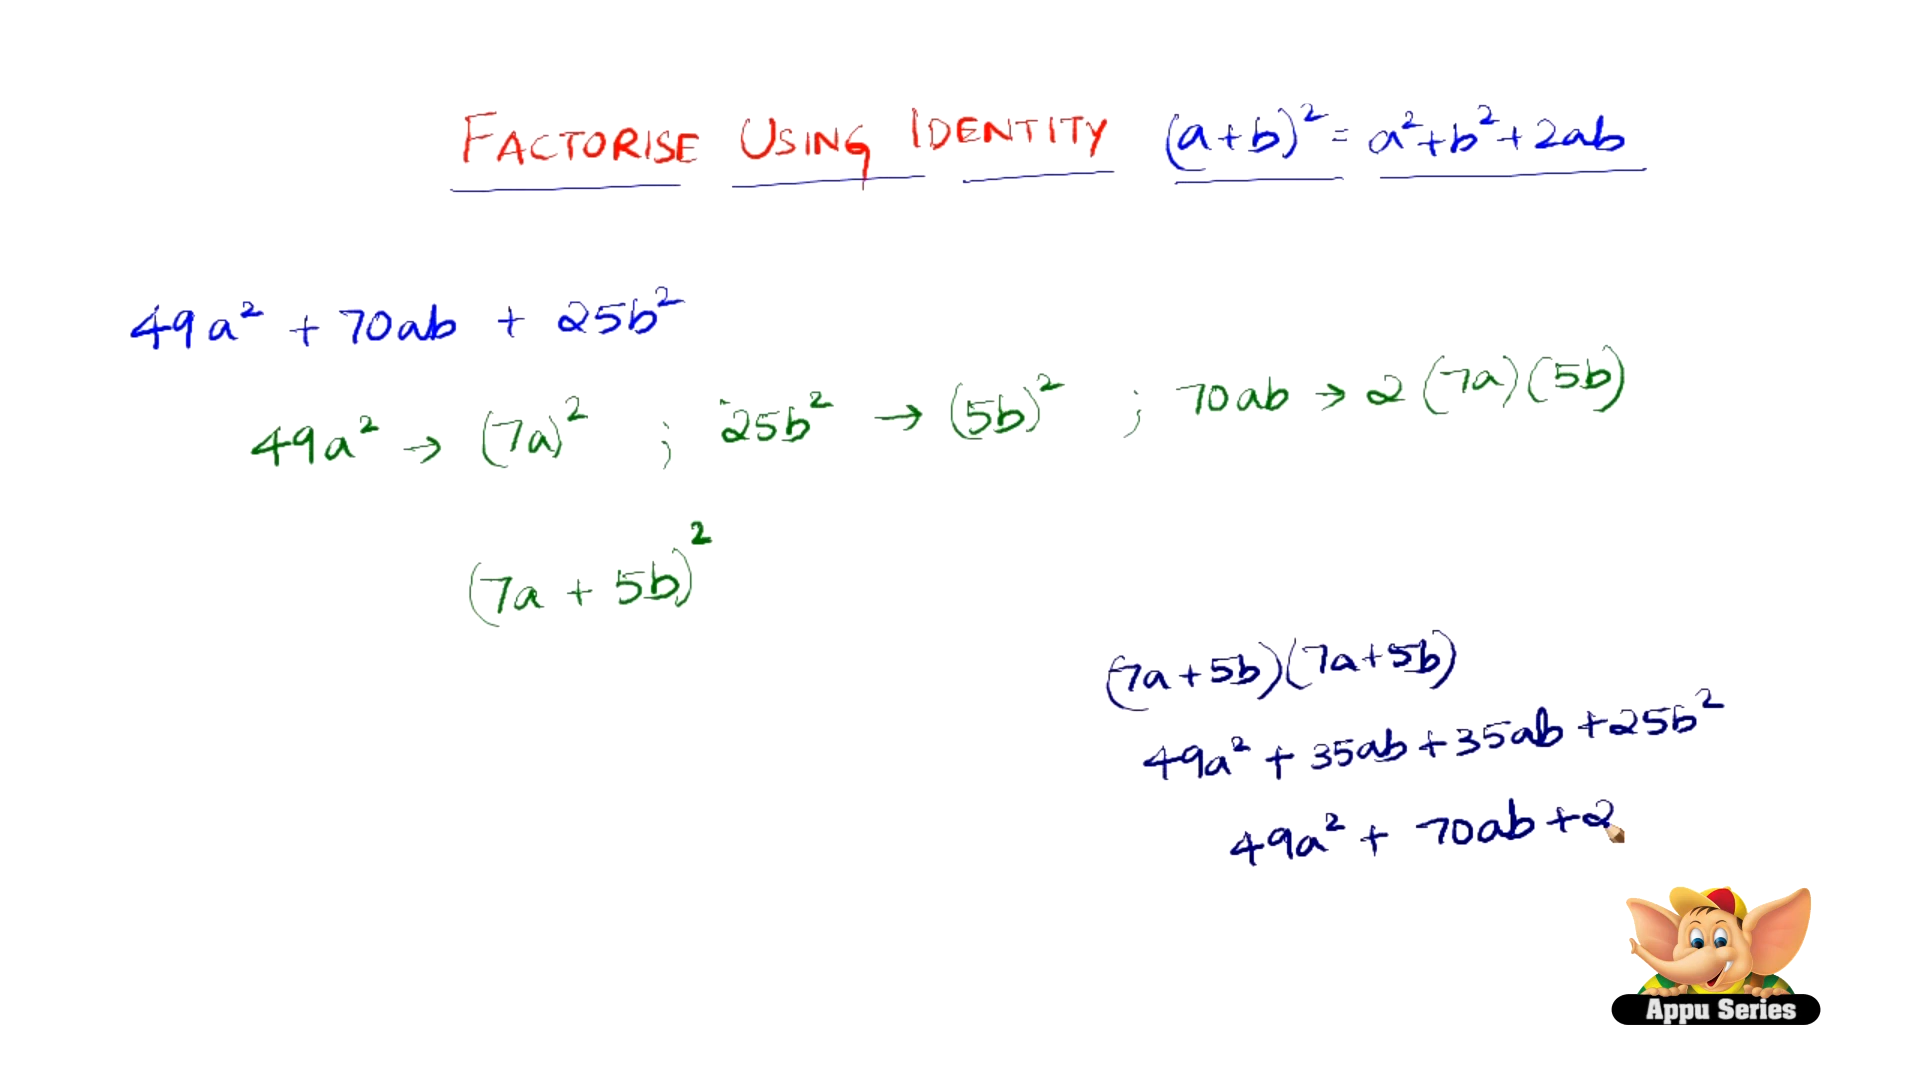 FACTORISE USING IDENTITY (a+b)² = a²+b²+2ab
49a² + 70ab + 25b²
49a² → (7a)² ; 25b² → (5b)² ; 70ab → 2(7a)(5b)
(7a + 5b)²
(7a+5b)(7a+5b)
49a² + 35ab + 35ab + 25b²
49a² + 70ab + 2
Appu Series